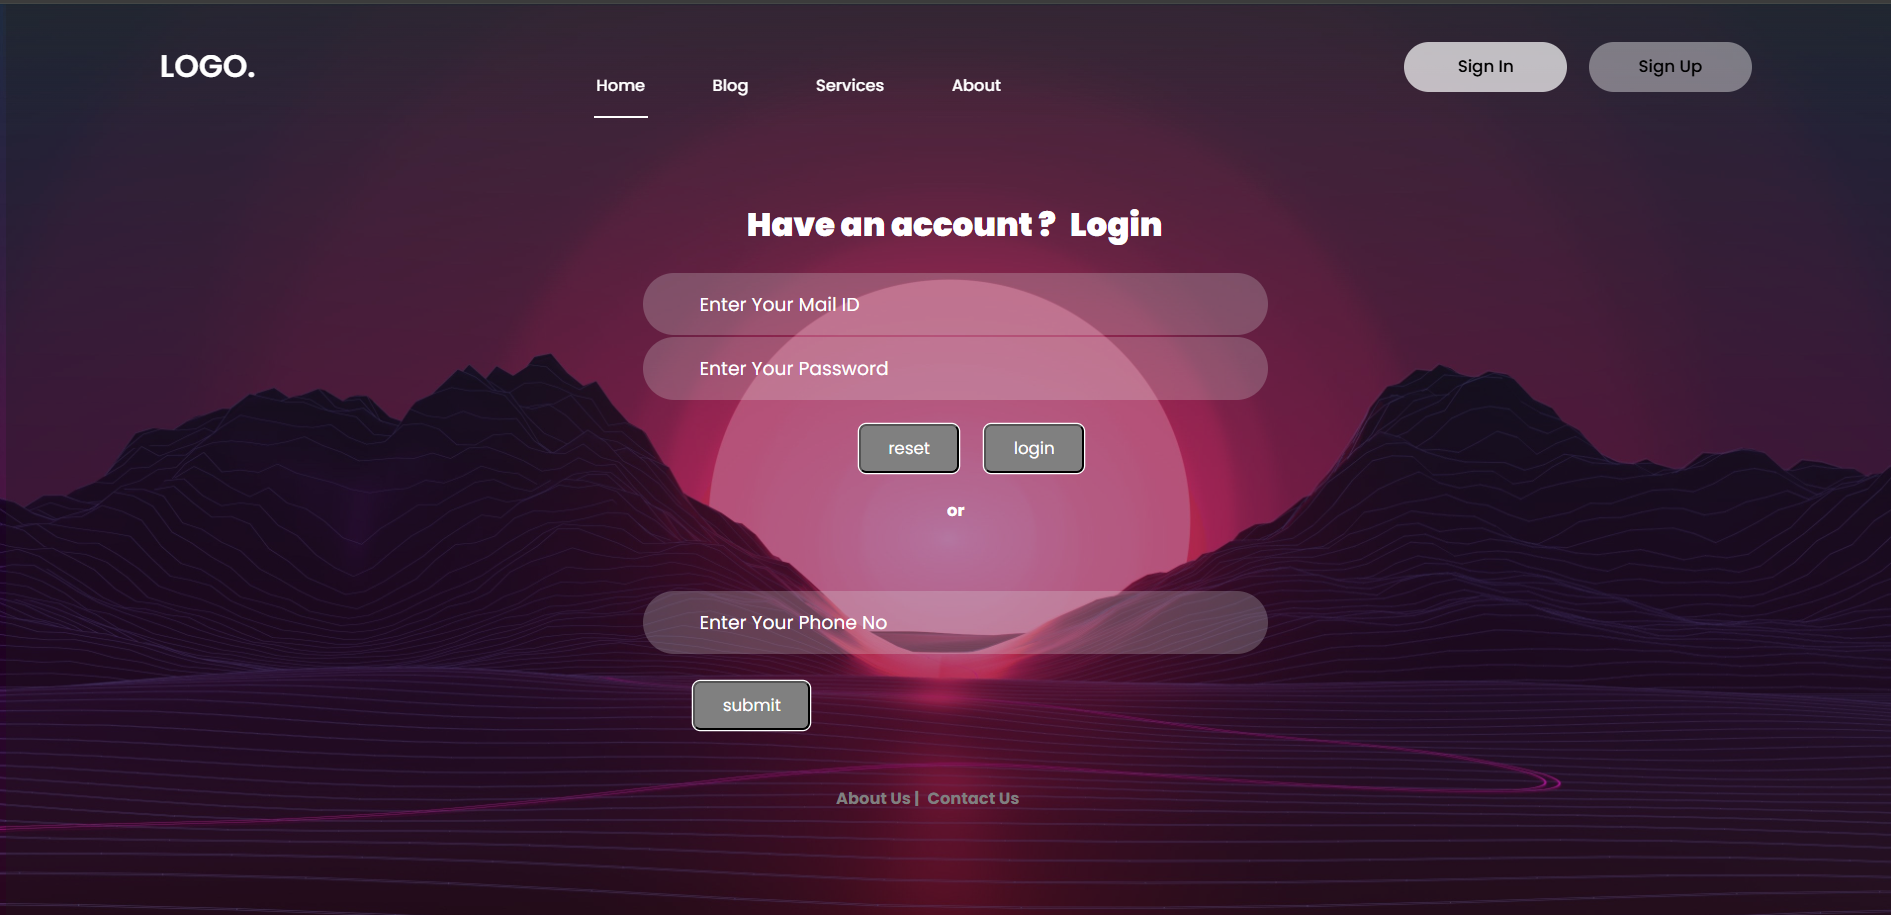 LOGO.
Home Blog Services About
Sign In Sign Up
Have an account ? Login
Enter Your Mail ID
Enter Your Password
reset login
or
Enter Your Phone No
submit
About Us | Contact Us